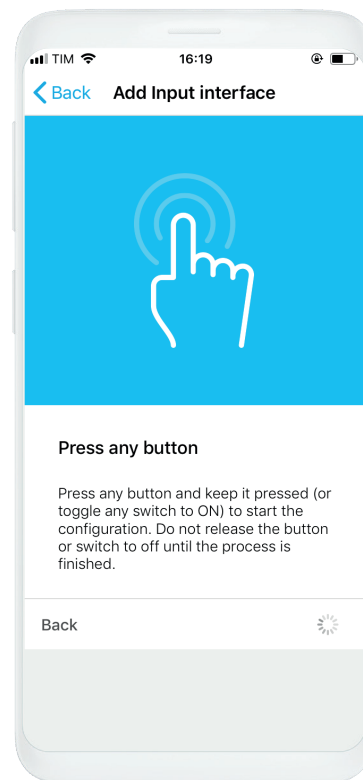 TIM 16:19
Back Add Input interface
Press any button
Press any button and keep it pressed (or
toggle any switch to ON) to start the
configuration. Do not release the button
or switch to off until the process is
finished.
Back